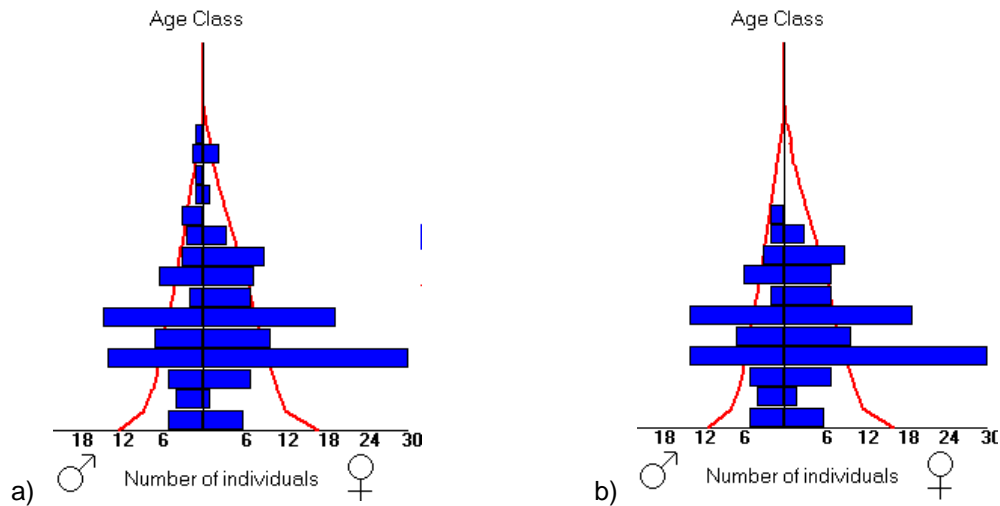 Age Class
18 12 6 6 12 18 24 30
♂ Number of individuals ♀
a)
Age Class
18 12 6 6 12 18 24 30
♂ Number of individuals ♀
b)